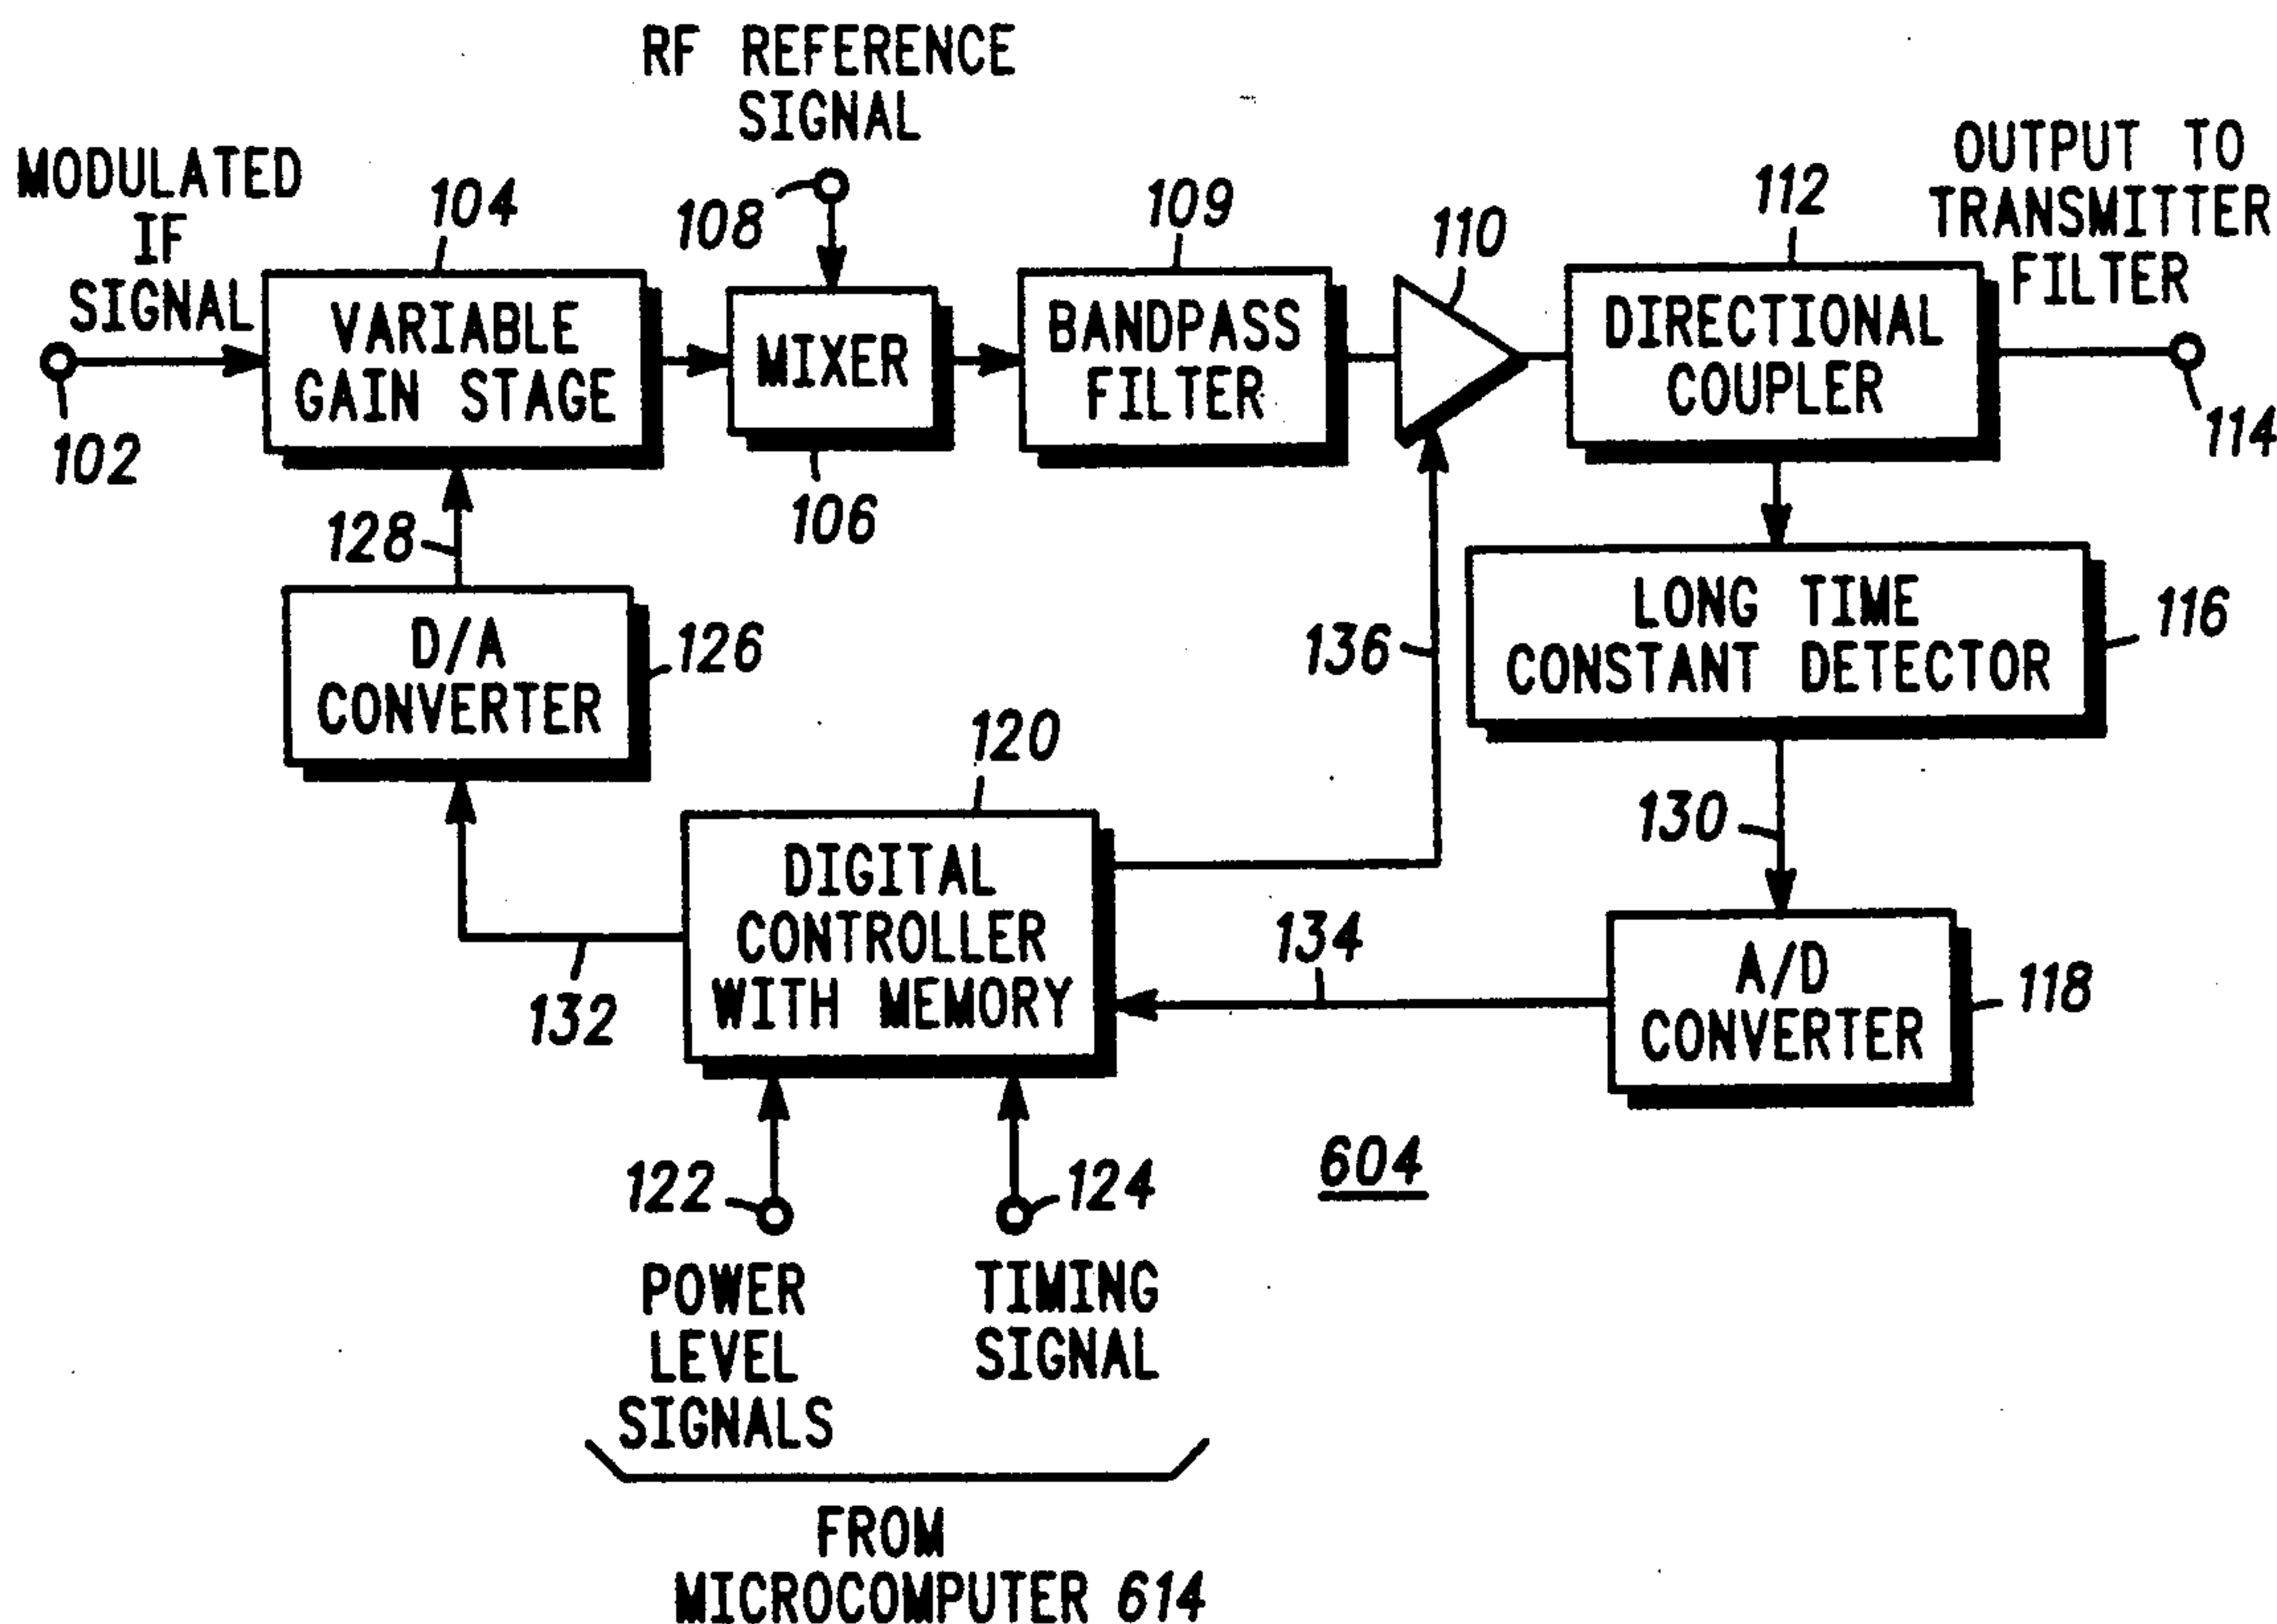 RF REFERENCE
SIGNAL
MODULATED
IF
SIGNAL
OUTPUT TO
TRANSMITTER
FILTER
102
104
VARIABLE
GAIN STAGE
108
MIXER
106
109
BANDPASS
FILTER
110
112
DIRECTIONAL
COUPLER
114
128
D/A
CONVERTER
126
136
LONG TIME
CONSTANT DETECTOR
116
120
DIGITAL
CONTROLLER
WITH MEMORY
130
132
134
A/D
CONVERTER
118
122
124
604
POWER
LEVEL
SIGNALS
TIMING
SIGNAL
FROM
MICROCOMPUTER 614